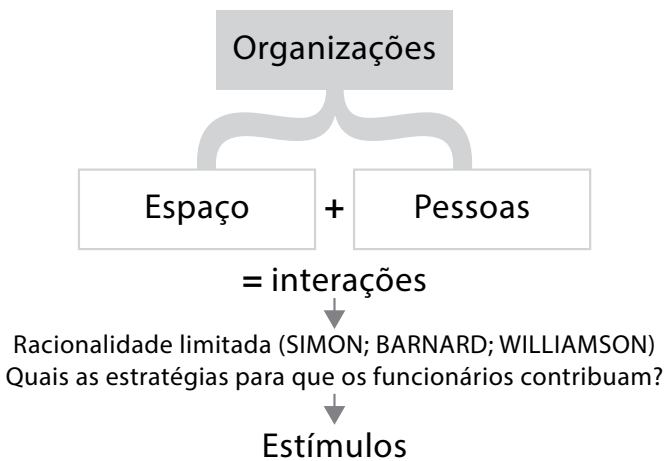 Organizações
Espaço + Pessoas
= interações
Racionalidade limitada (SIMON; BARNARD; WILLIAMSON)
Quais as estratégias para que os funcionários contribuam?
Estímulos